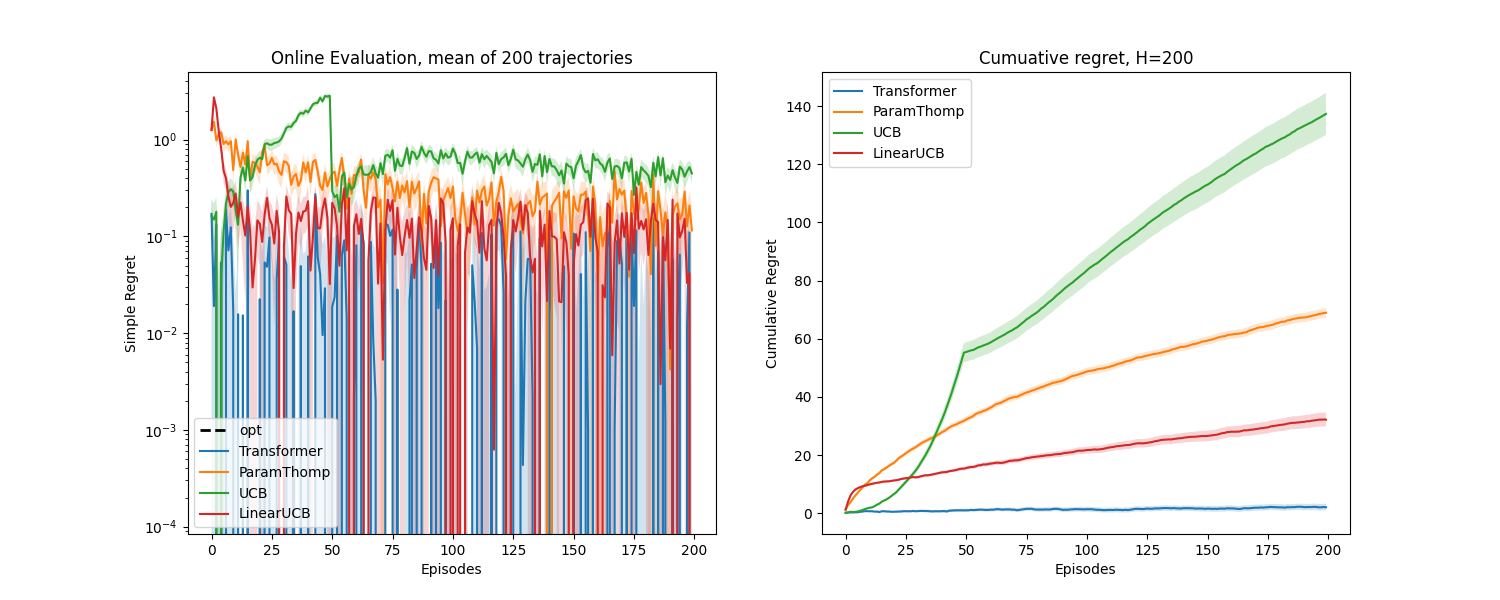 Online Evaluation, mean of 200 trajectories
Simple Regret
10⁰
10⁻¹
10⁻²
10⁻³
10⁻⁴
opt
Transformer
ParamThomp
UCB
LinearUCB
0 25 50 75 100 125 150 175 200
Episodes
Cumuative regret, H=200
Cumulative Regret
140
120
100
80
60
40
20
0
Transformer
ParamThomp
UCB
LinearUCB
0 25 50 75 100 125 150 175 200
Episodes